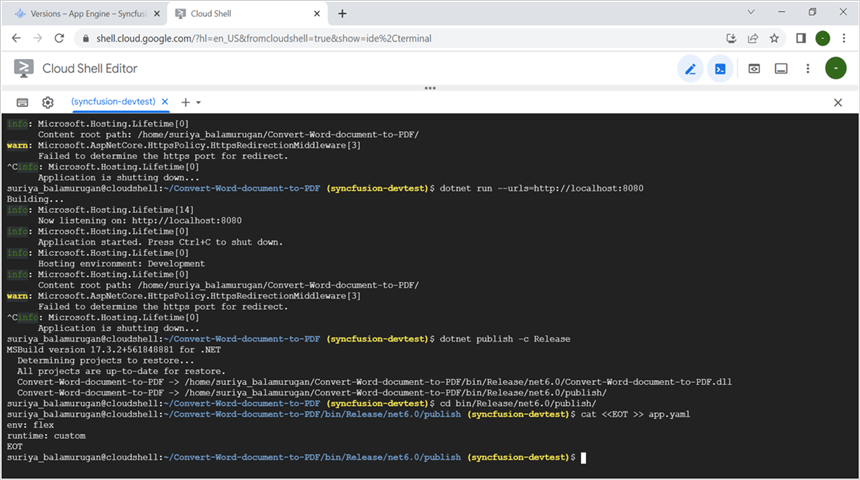 Versions – App Engine – Syncfusi
Cloud Shell
shell.cloud.google.com/?hl=en_US&fromcloudshell=true&show=ide%2Cterminal
Cloud Shell Editor
(syncfusion-devtest)
info: Microsoft.Hosting.Lifetime[0]
Content root path: /home/suriya_balamurugan/Convert-Word-document-to-PDF/
warn: Microsoft.AspNetCore.HttpsPolicy.HttpsRedirectionMiddleware[3]
Failed to determine the https port for redirect.
^Cinfo: Microsoft.Hosting.Lifetime[0]
Application is shutting down...
suriya_balamurugan@cloudshell:~/Convert-Word-document-to-PDF (syncfusion-devtest)$ dotnet run --urls=http://localhost:8080
Building...
info: Microsoft.Hosting.Lifetime[14]
Now listening on: http://localhost:8080
info: Microsoft.Hosting.Lifetime[0]
Application started. Press Ctrl+C to shut down.
info: Microsoft.Hosting.Lifetime[0]
Hosting environment: Development
info: Microsoft.Hosting.Lifetime[0]
Content root path: /home/suriya_balamurugan/Convert-Word-document-to-PDF/
warn: Microsoft.AspNetCore.HttpsPolicy.HttpsRedirectionMiddleware[3]
Failed to determine the https port for redirect.
^Cinfo: Microsoft.Hosting.Lifetime[0]
Application is shutting down...
suriya_balamurugan@cloudshell:~/Convert-Word-document-to-PDF (syncfusion-devtest)$ dotnet publish -c Release
MSBuild version 17.3.2+561848881 for .NET
Determining projects to restore...
All projects are up-to-date for restore.
Convert-Word-document-to-PDF -> /home/suriya_balamurugan/Convert-Word-document-to-PDF/bin/Release/net6.0/Convert-Word-document-to-PDF.dll
Convert-Word-document-to-PDF -> /home/suriya_balamurugan/Convert-Word-document-to-PDF/bin/Release/net6.0/publish/
suriya_balamurugan@cloudshell:~/Convert-Word-document-to-PDF (syncfusion-devtest)$ cd bin/Release/net6.0/publish/
suriya_balamurugan@cloudshell:~/Convert-Word-document-to-PDF/bin/Release/net6.0/publish (syncfusion-devtest)$ cat <<EOT >> app.yaml
env: flex
runtime: custom
EOT
suriya_balamurugan@cloudshell:~/Convert-Word-document-to-PDF/bin/Release/net6.0/publish (syncfusion-devtest)$